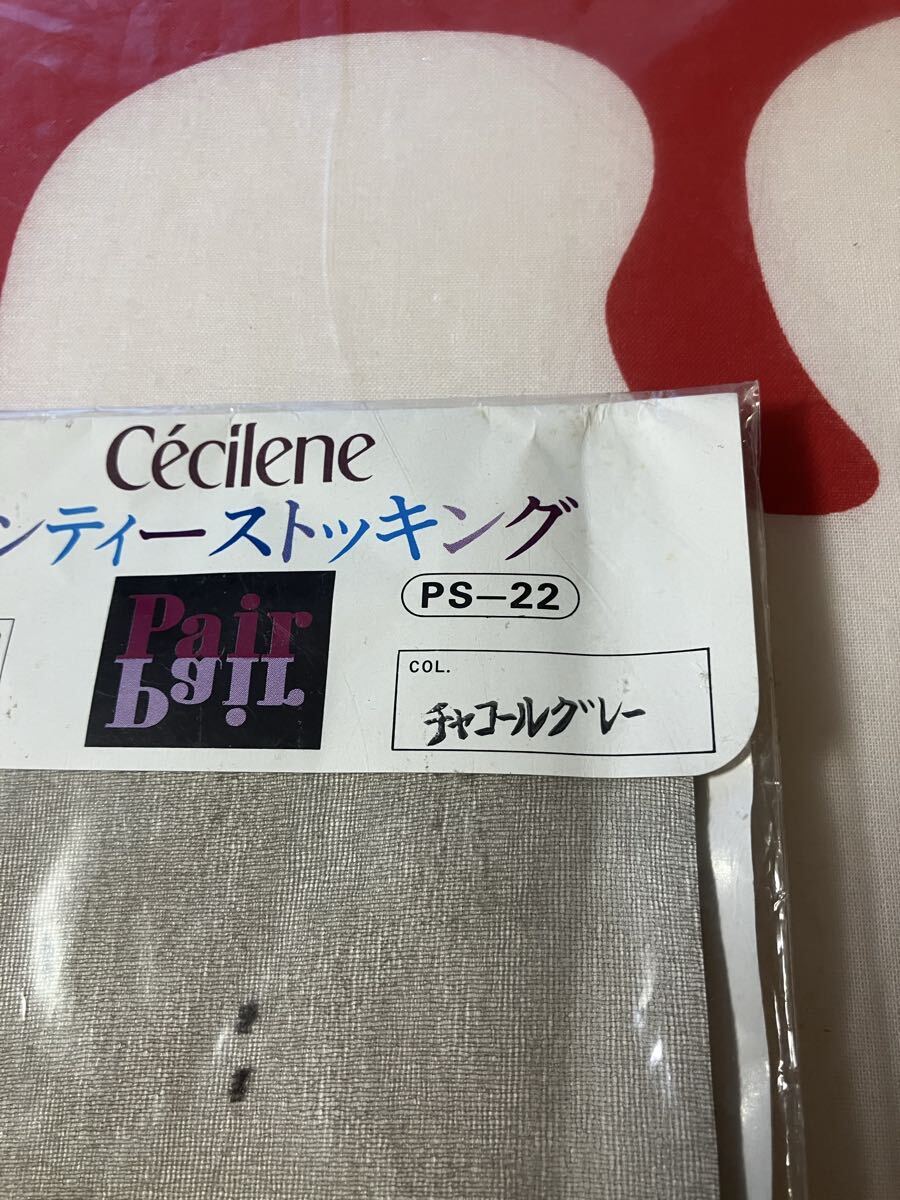 Cécilene
ンティーストッキング
Pair
Pair
PS−22
COL.
チャコールグレー